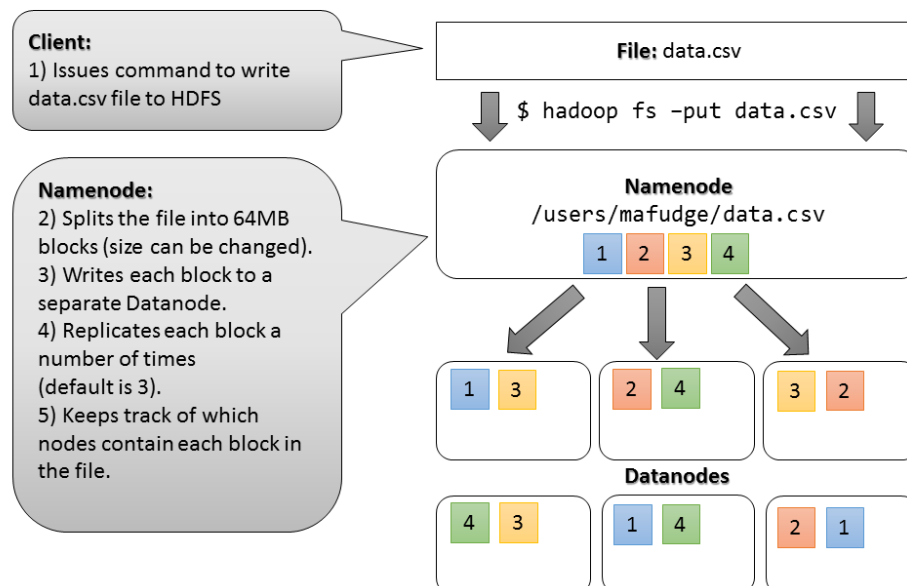 Client:
1) Issues command to write
data.csv file to HDFS
File: data.csv
$ hadoop fs –put data.csv
Namenode:
2) Splits the file into 64MB
blocks (size can be changed).
3) Writes each block to a
separate Datanode.
4) Replicates each block a
number of times
(default is 3).
5) Keeps track of which
nodes contain each block in
the file.
Namenode
/users/mafudge/data.csv
1 2 3 4
1 3
2 4
3 2
Datanodes
4 3
1 4
2 1